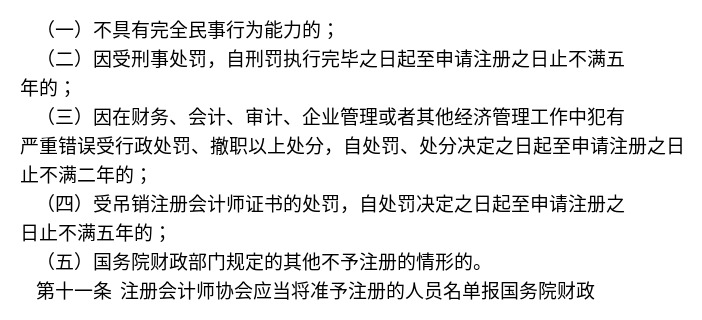 （一）不具有完全民事行为能力的；
（二）因受刑事处罚，自刑罚执行完毕之日起至申请注册之日止不满五
年的；
（三）因在财务、会计、审计、企业管理或者其他经济管理工作中犯有
严重错误受行政处罚、撤职以上处分，自处罚、处分决定之日起至申请注册之日
止不满二年的；
（四）受吊销注册会计师证书的处罚，自处罚决定之日起至申请注册之
日止不满五年的；
（五）国务院财政部门规定的其他不予注册的情形的。
第十一条 注册会计师协会应当将准予注册的人员名单报国务院财政